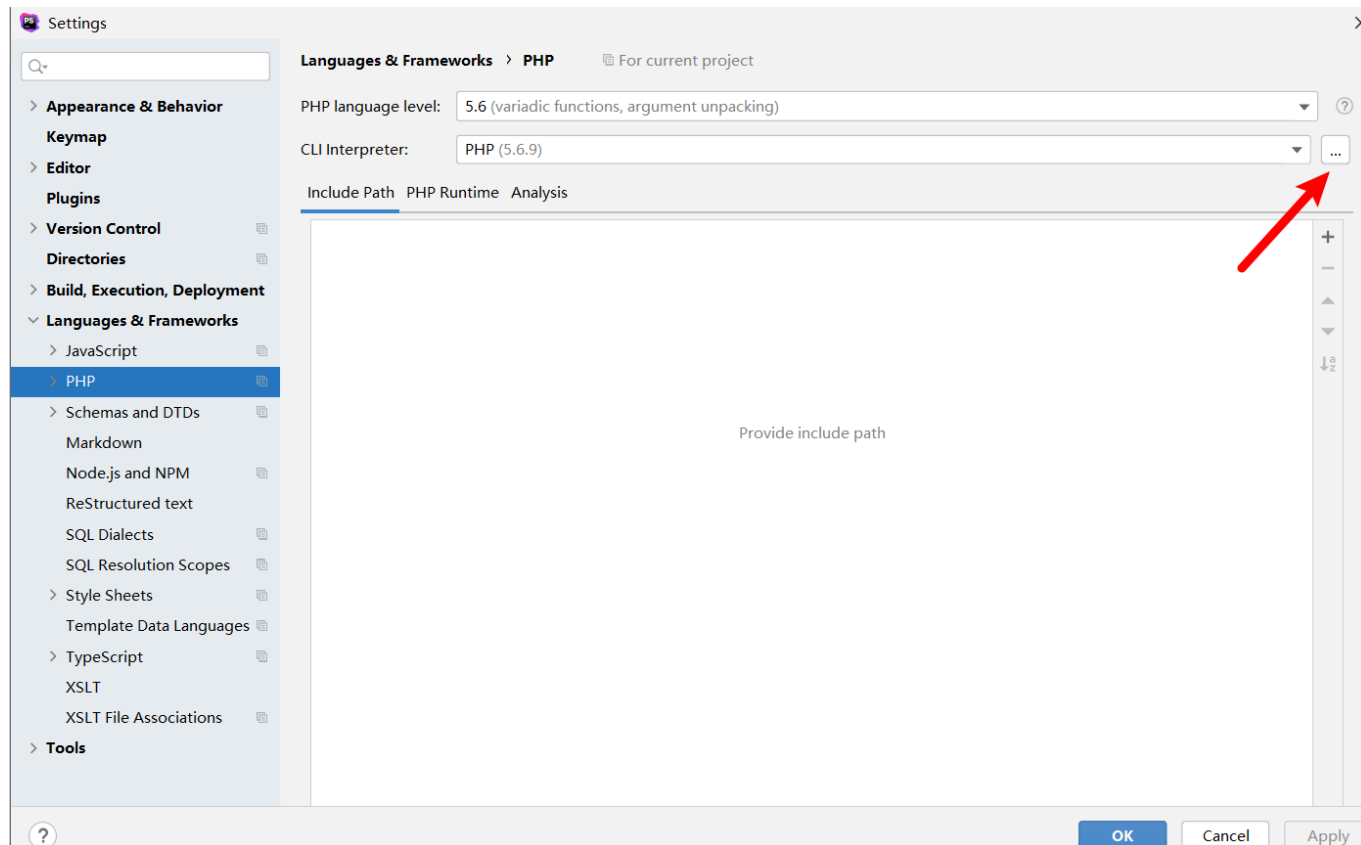 PS
Settings
Languages & Frameworks > PHP For current project
Appearance & Behavior
Keymap
Editor
Plugins
Version Control
Directories
Build, Execution, Deployment
Languages & Frameworks
JavaScript
PHP
Schemas and DTDs
Markdown
Node.js and NPM
ReStructured text
SQL Dialects
SQL Resolution Scopes
Style Sheets
Template Data Languages
TypeScript
XSLT
XSLT File Associations
Tools
PHP language level: 5.6 (variadic functions, argument unpacking) ?
CLI Interpreter: PHP (5.6.9) ...
Include Path PHP Runtime Analysis
Provide include path
? OK Cancel Apply